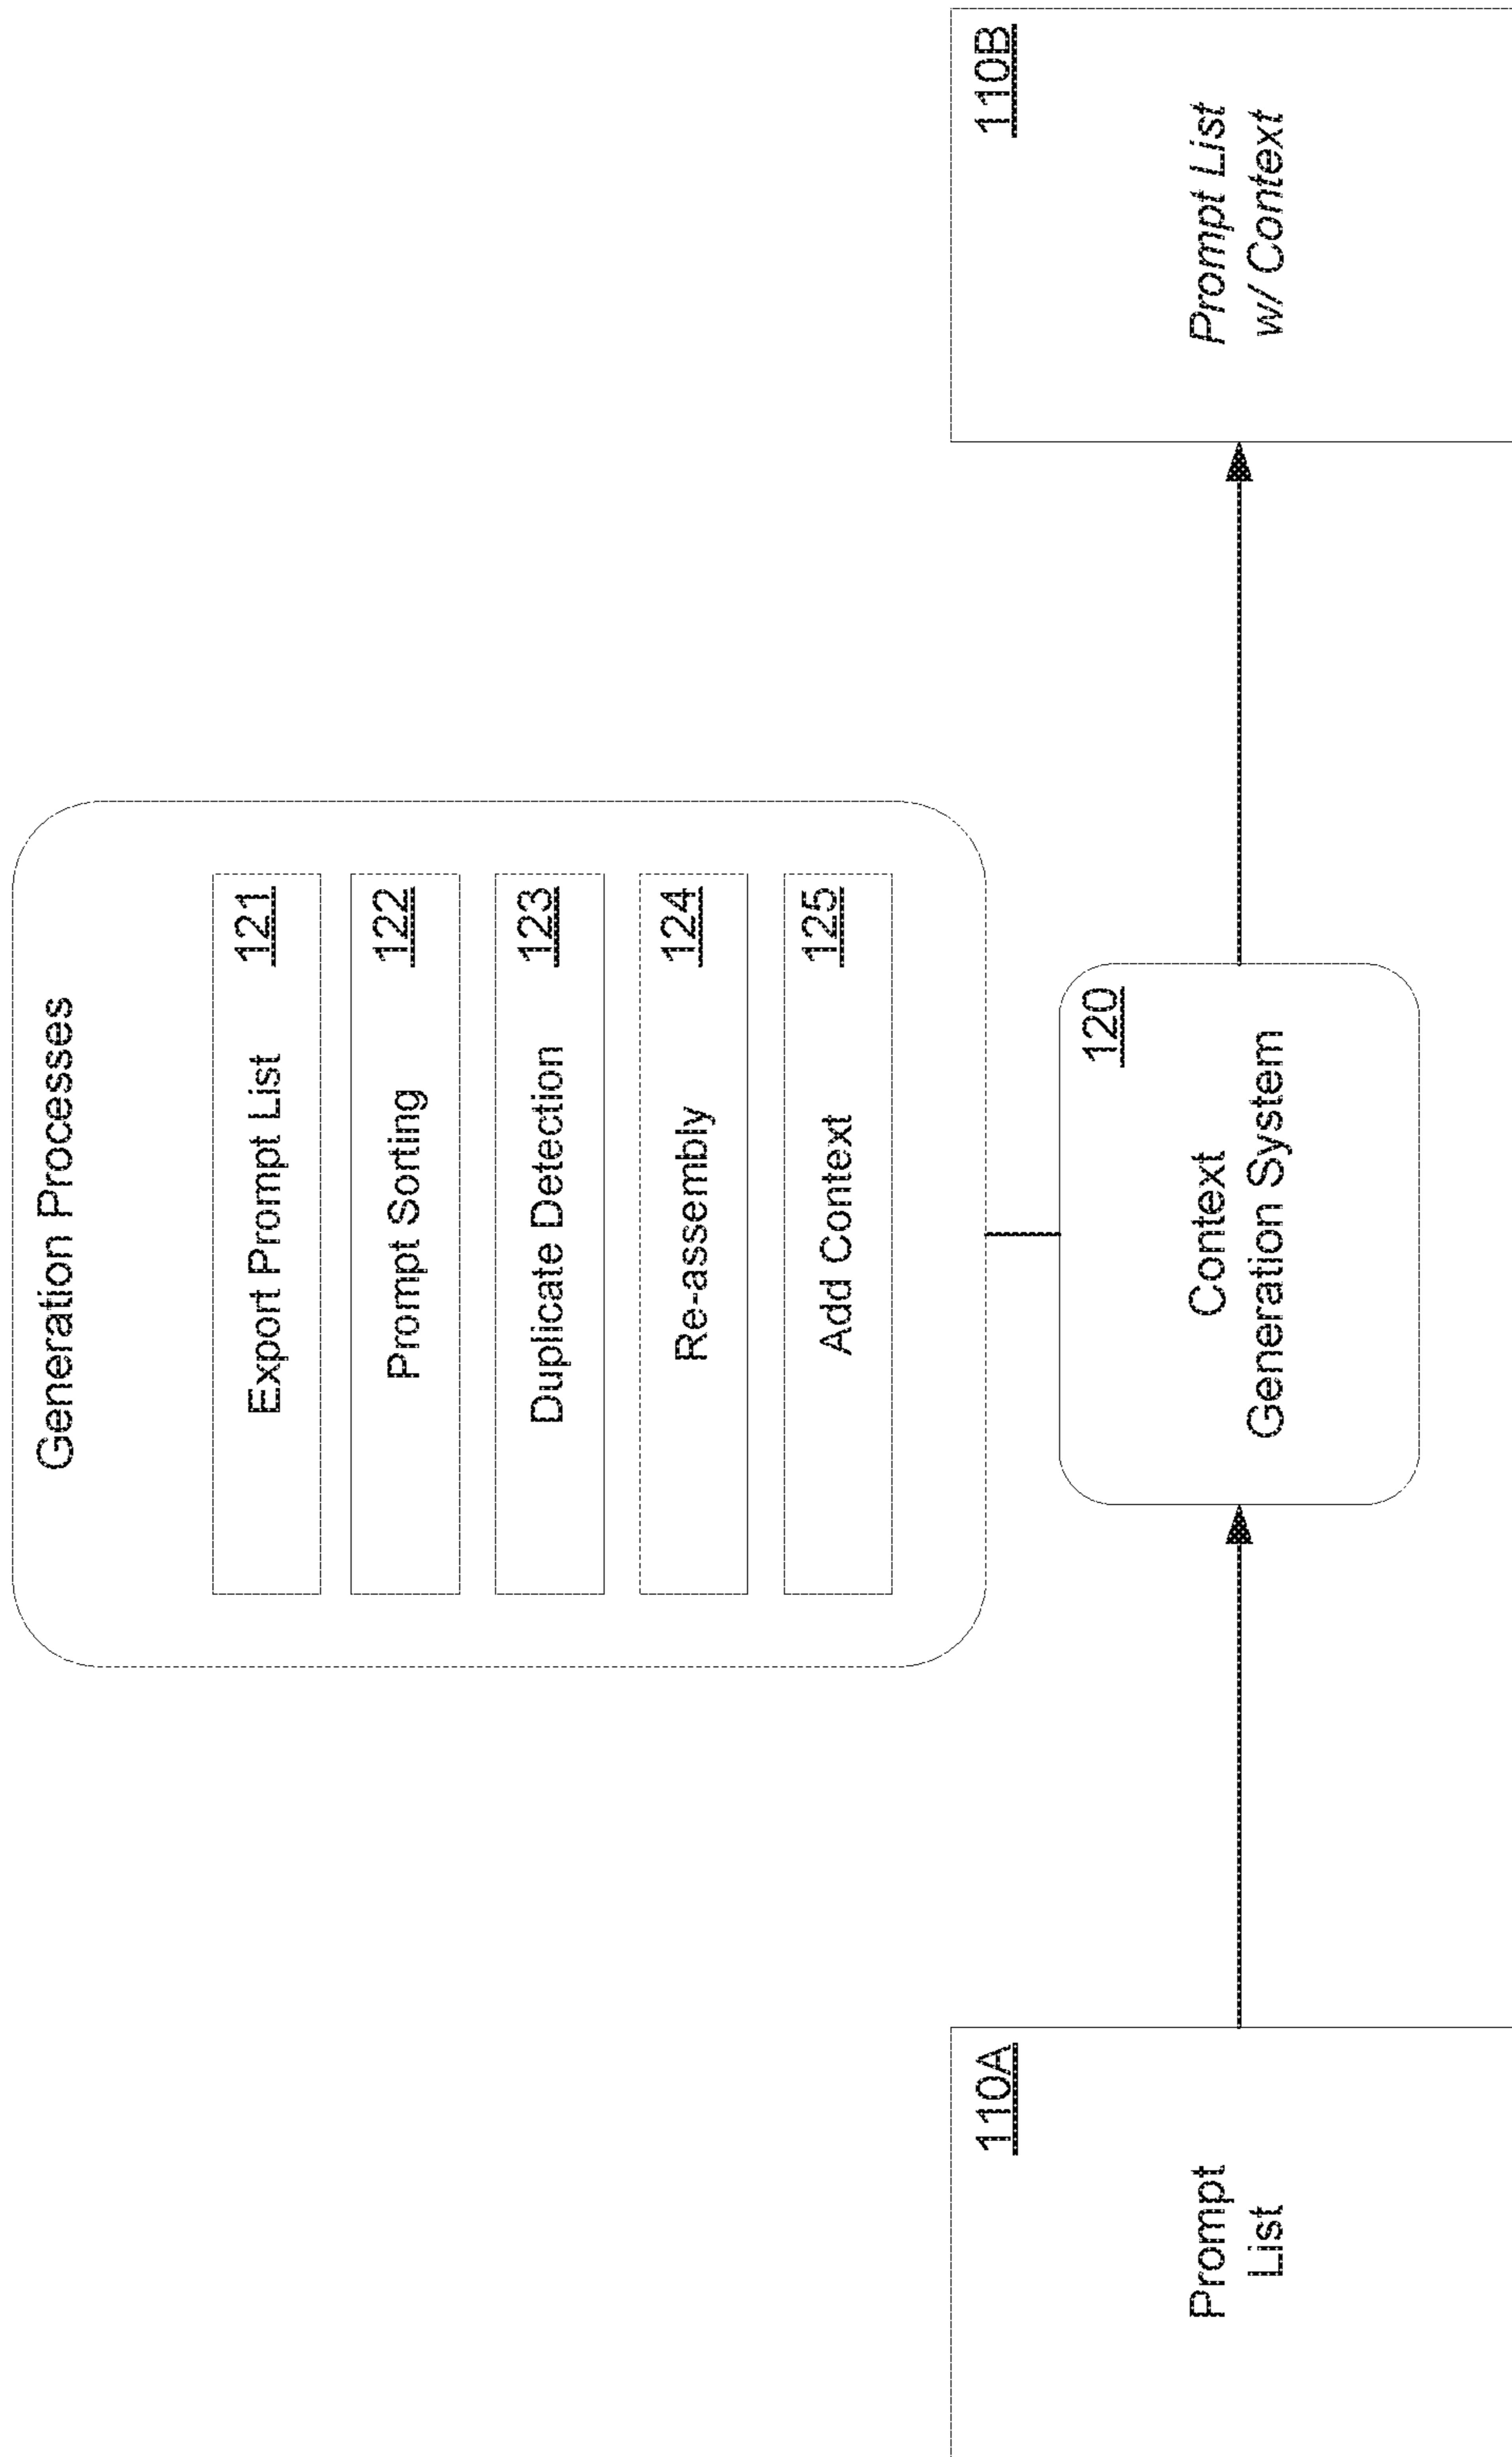 Generation Processes
Export Prompt List
121
Prompt Sorting
122
Duplicate Detection
123
Re-assembly
124
Add Context
125
110A
Prompt
List
120
Context
Generation System
110B
Prompt List
w/ Context